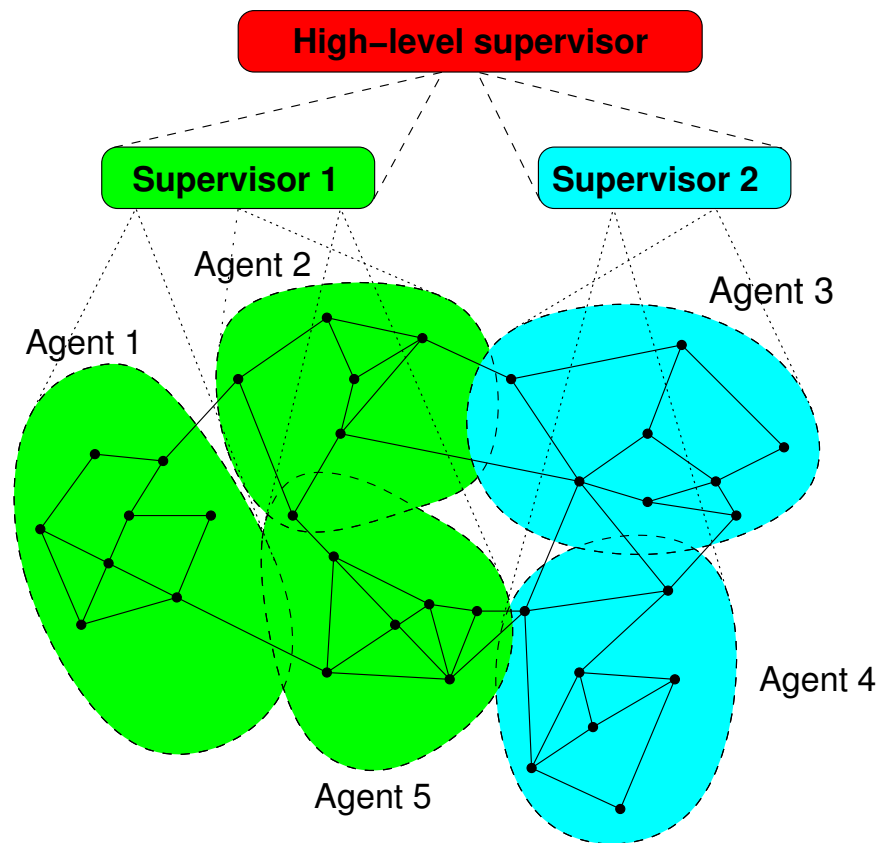 High−level supervisor
Supervisor 1
Supervisor 2
Agent 2
Agent 3
Agent 1
Agent 4
Agent 5